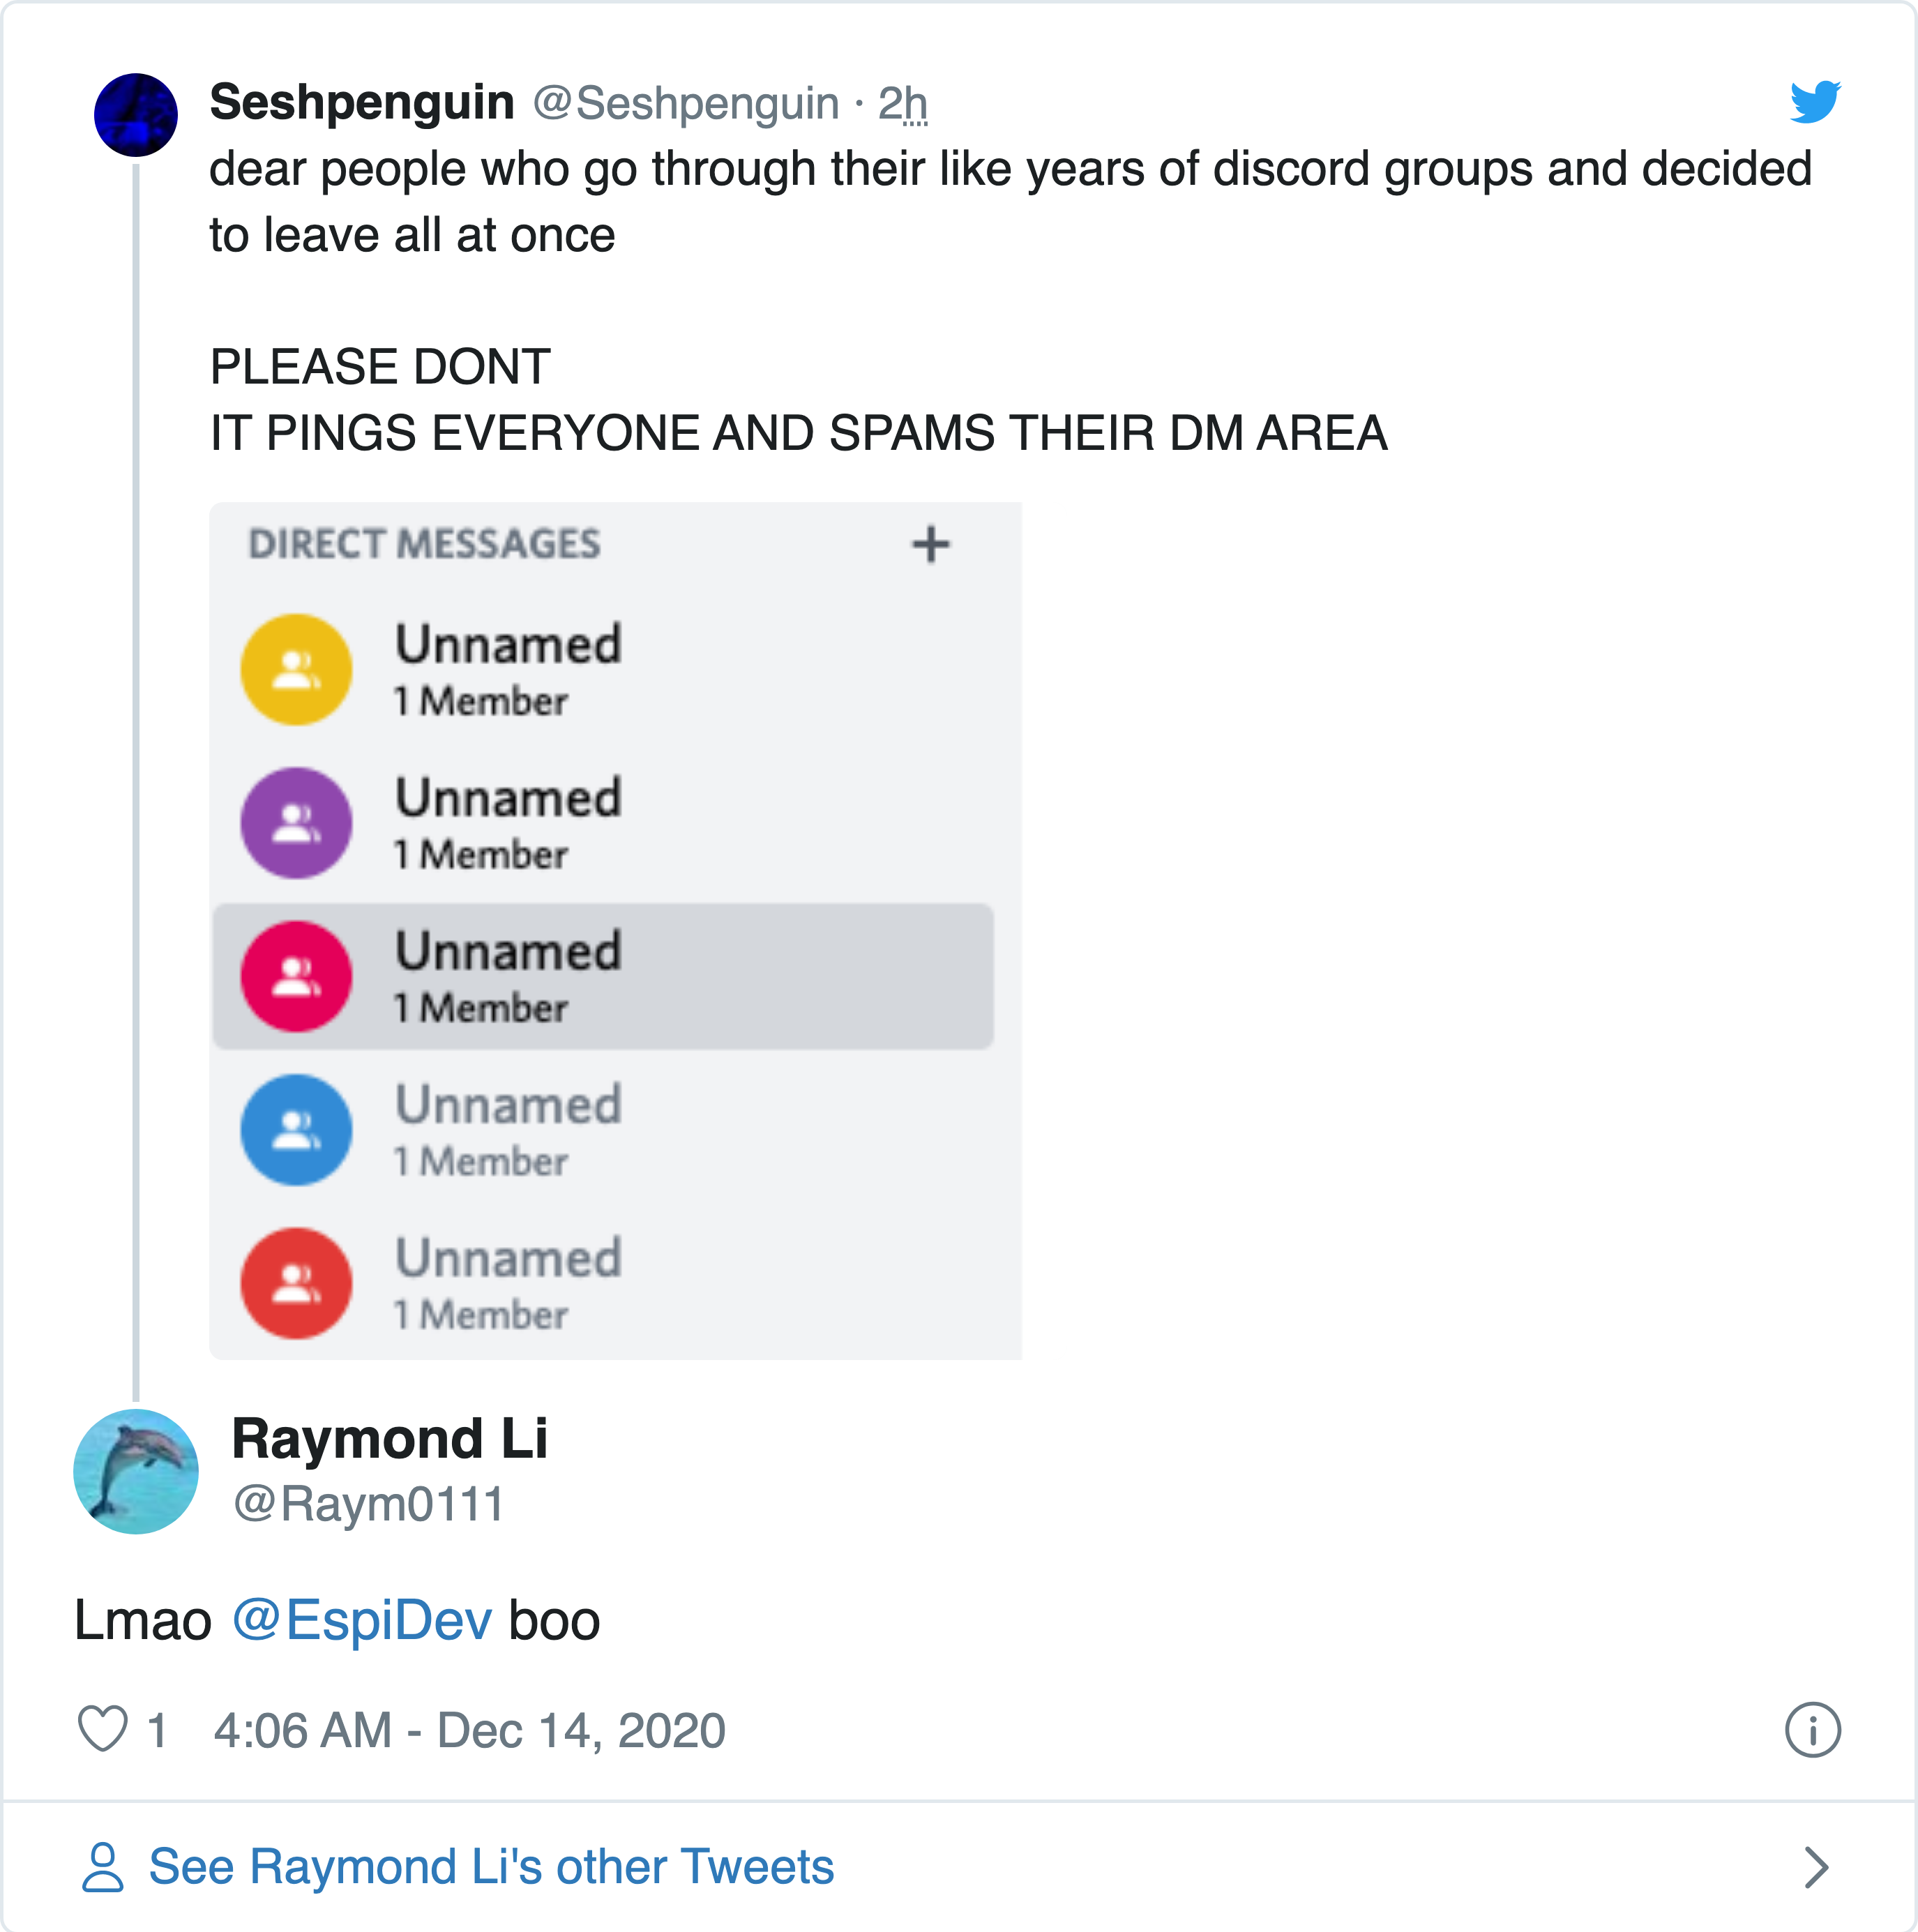 Seshpenguin @Seshpenguin · 2h
dear people who go through their like years of discord groups and decided
to leave all at once
PLEASE DONT
IT PINGS EVERYONE AND SPAMS THEIR DM AREA
DIRECT MESSAGES +
Unnamed
1 Member
Unnamed
1 Member
Unnamed
1 Member
Unnamed
1 Member
Unnamed
1 Member
Raymond Li
@Raym0111
Lmao @EspiDev boo
1 4:06 AM - Dec 14, 2020
See Raymond Li's other Tweets